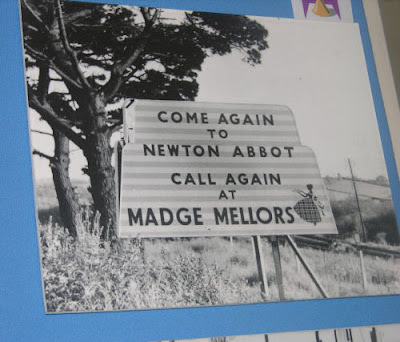 COME AGAIN
TO
NEWTON ABBOT
CALL AGAIN
AT
MADGE MELLORS